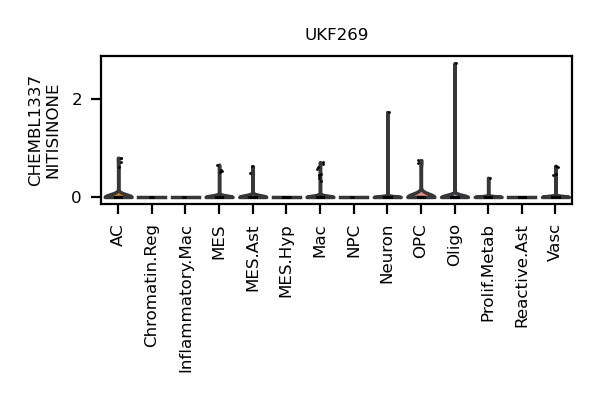 UKF269
CHEMBL1337
NITISINONE
2
0
AC
Chromatin.Reg
Inflammatory.Mac
MES
MES.Ast
MES.Hyp
Mac
NPC
Neuron
OPC
Oligo
Prolif.Metab
Reactive.Ast
Vasc